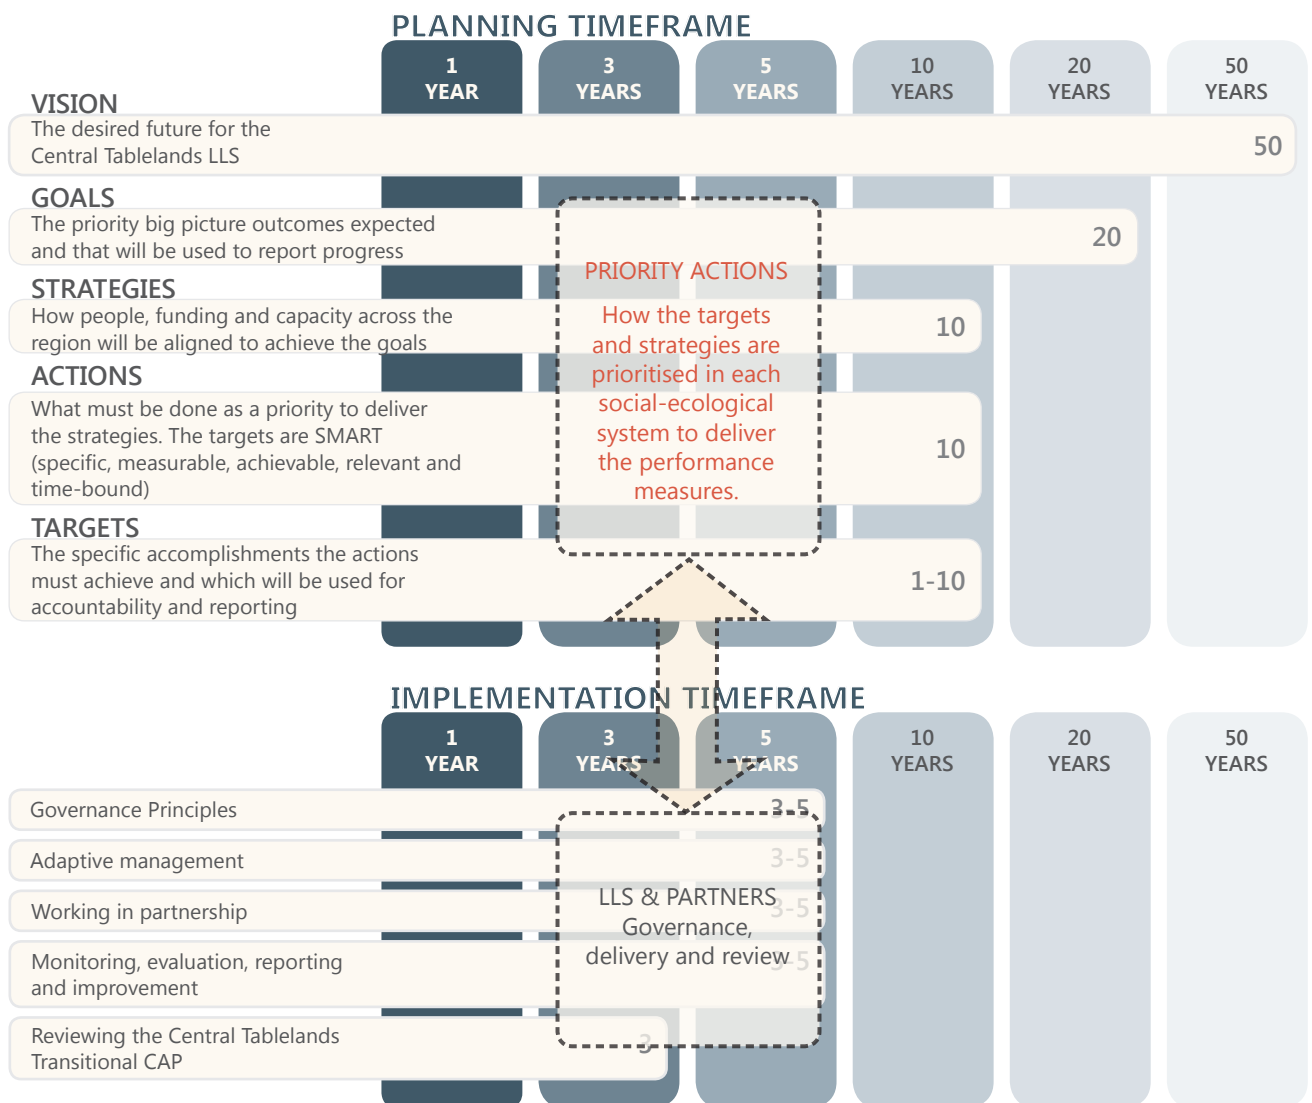 PLANNING TIMEFRAME
1
YEAR
3
YEARS
5
YEARS
10
YEARS
20
YEARS
50
YEARS
VISION
The desired future for the
Central Tablelands LLS
50
GOALS
The priority big picture outcomes expected
and that will be used to report progress
20
STRATEGIES
How people, funding and capacity across the
region will be aligned to achieve the goals
10
ACTIONS
What must be done as a priority to deliver
the strategies. The targets are SMART
(specific, measurable, achievable, relevant and
time-bound)
10
TARGETS
The specific accomplishments the actions
must achieve and which will be used for
accountability and reporting
1-10
PRIORITY ACTIONS
How the targets
and strategies are
prioritised in each
social-ecological
system to deliver
the performance
measures.
IMPLEMENTATION TIMEFRAME
1
YEAR
3
YEARS
5
YEARS
10
YEARS
20
YEARS
50
YEARS
Governance Principles
3-5
Adaptive management
3-5
Working in partnership
3-5
Monitoring, evaluation, reporting
and improvement
3-5
Reviewing the Central Tablelands
Transitional CAP
3
LLS & PARTNERS
Governance,
delivery and review